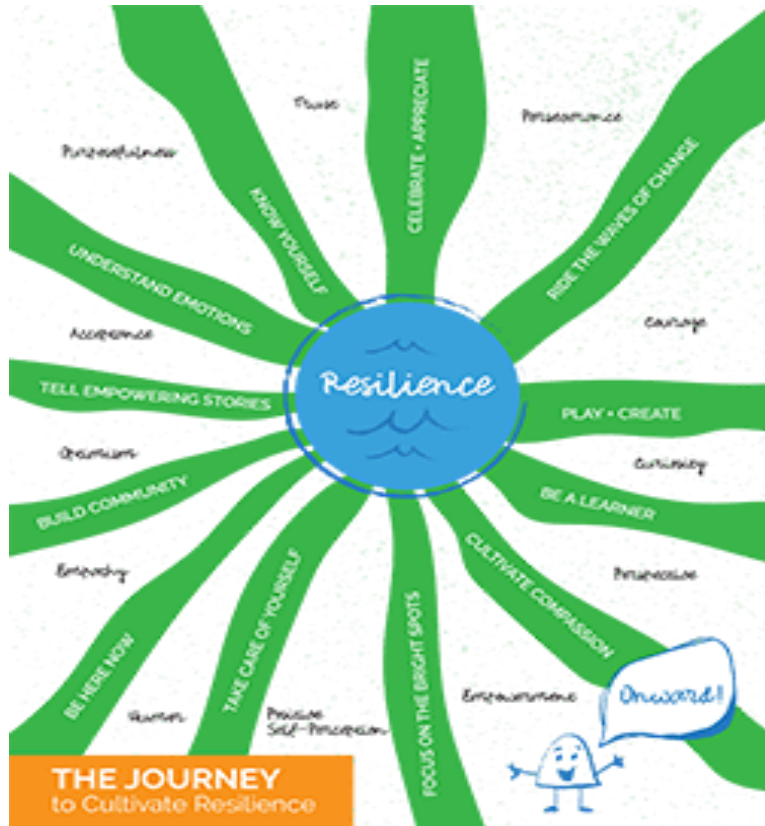 Trust
Perseverance
Purposefulness
CELEBRATE • APPRECIATE
KNOW YOURSELF
RIDE THE WAVES OF CHANGE
UNDERSTAND EMOTIONS
Acceptance
Courage
Resilience
TELL EMPOWERING STORIES
PLAY • CREATE
Optimism
Curiosity
BUILD COMMUNITY
BE A LEARNER
Empathy
CULTIVATE COMPASSION
Perspective
BE HERE NOW
TAKE CARE OF YOURSELF
FOCUS ON THE BRIGHT SPOTS
Empowerment
Onward!
Humor
Positive
Self-Perception
THE JOURNEY
to Cultivate Resilience